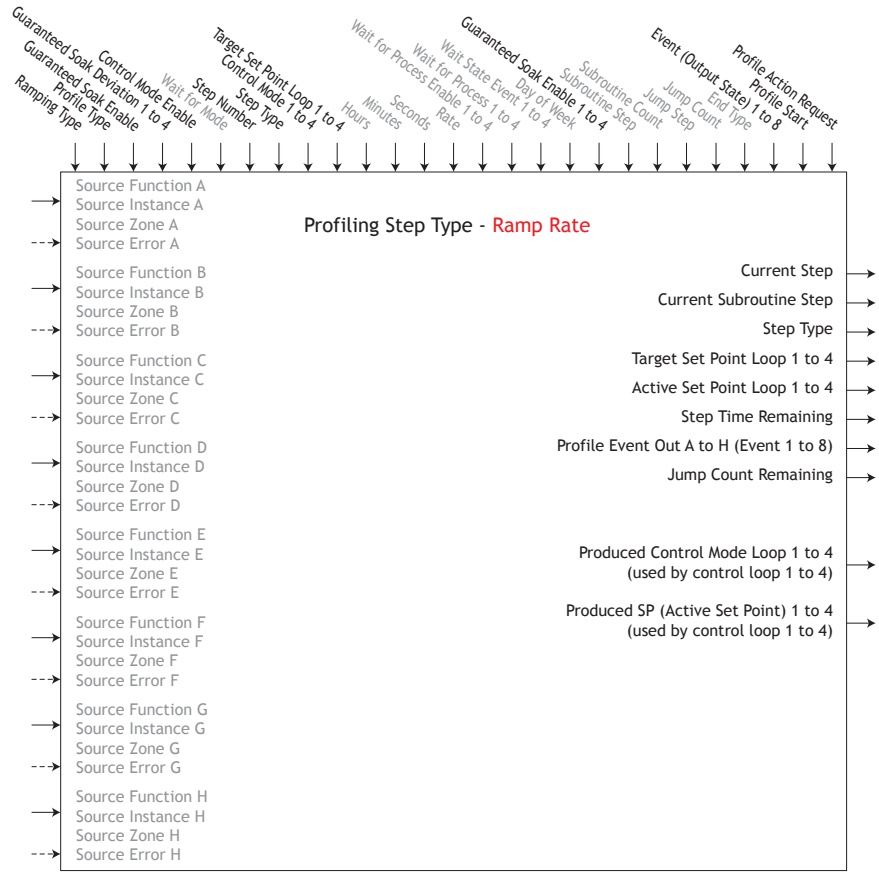 Ramping Type
Profile Type
Guaranteed Soak Enable
Guaranteed Soak Deviation 1 to 4
Control Mode Enable
Wait for Mode
Step Number
Step Type
Control Mode 1 to 4
Target Set Point Loop 1 to 4
Hours
Minutes
Seconds
Rate
Wait for Process Enable 1 to 4
Wait for Process 1 to 4
Wait State Event 1 to 4
Day of Week
Guaranteed Soak Enable 1 to 4
Subroutine Step
Subroutine Count
Jump Step
Jump Count
End Type
Event (Output State) 1 to 8
Profile Start
Profile Action Request
Profiling Step Type - Ramp Rate
Source Function A
Source Instance A
Source Zone A
Source Error A
Source Function B
Source Instance B
Source Zone B
Source Error B
Source Function C
Source Instance C
Source Zone C
Source Error C
Source Function D
Source Instance D
Source Zone D
Source Error D
Source Function E
Source Instance E
Source Zone E
Source Error E
Source Function F
Source Instance F
Source Zone F
Source Error F
Source Function G
Source Instance G
Source Zone G
Source Error G
Source Function H
Source Instance H
Source Zone H
Source Error H
Current Step
Current Subroutine Step
Step Type
Target Set Point Loop 1 to 4
Active Set Point Loop 1 to 4
Step Time Remaining
Profile Event Out A to H (Event 1 to 8)
Jump Count Remaining
Produced Control Mode Loop 1 to 4
(used by control loop 1 to 4)
Produced SP (Active Set Point) 1 to 4
(used by control loop 1 to 4)